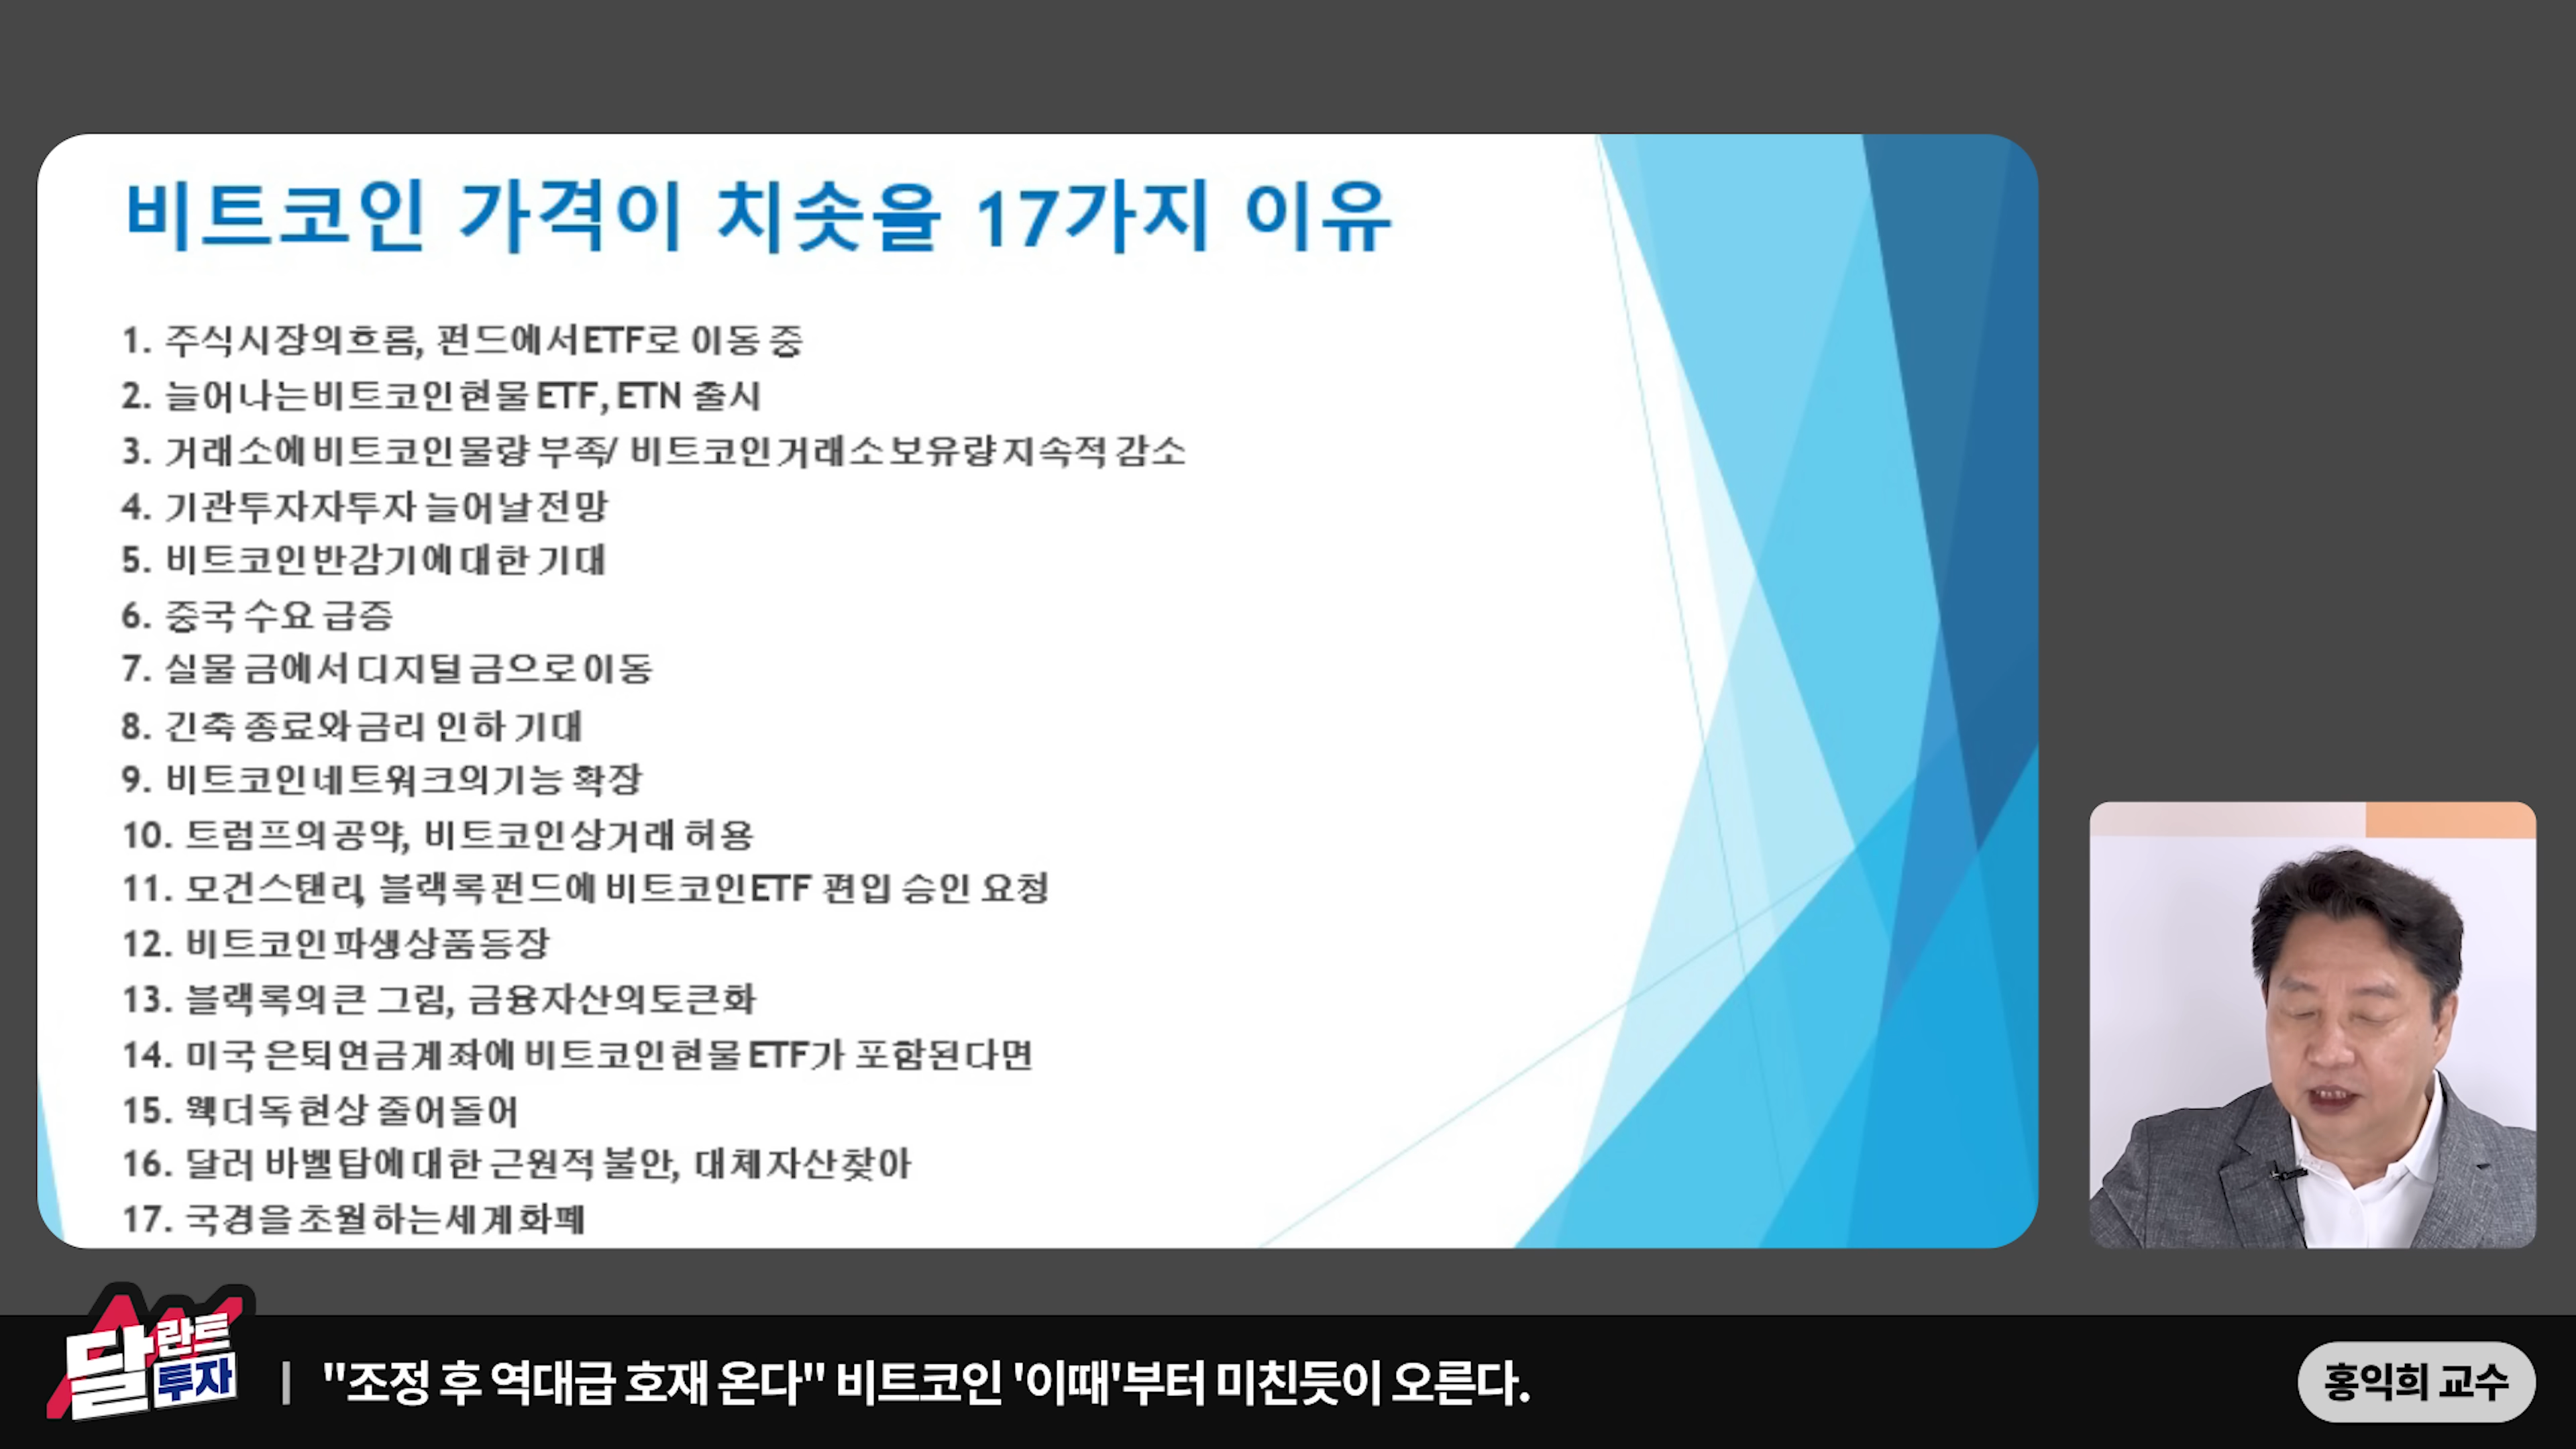 비트코인 가격이 치솟을 17가지 이유
1. 주식시장의흐름, 펀드에서ETF로 이동 중
2. 늘어나는비트코인현물 ETF, ETN 출시
3. 거래소에 비트코인물량 부족/ 비트코인거래소보유량지속적 감소
4. 기관투자자투자 늘어날전망
5. 비트코인반감기에대한 기대
6. 중국 수요 급증
7. 실물 금에서 디지털 금으로이동
8. 긴축 종료와금리 인하 기대
9. 비트코인네트워크의기능 확장
10. 트럼프의공약, 비트코인상거래 허용
11. 모건스탠리, 블랙록펀드에 비트코인ETF 편입 승인 요청
12. 비트코인파생상품등장
13. 블랙록의큰 그림, 금융자산의토큰화
14. 미국 은퇴연금계좌에 비트코인현물 ETF가 포함된다면
15. 웩더독현상 줄어돌어
16. 달러 바벨탑에대한 근원적 불안, 대체자산찾아
17. 국경을초월하는세계화폐
달란트 투자
"조정 후 역대급 호재 온다" 비트코인 '이때'부터 미친듯이 오른다.
홍익희 교수